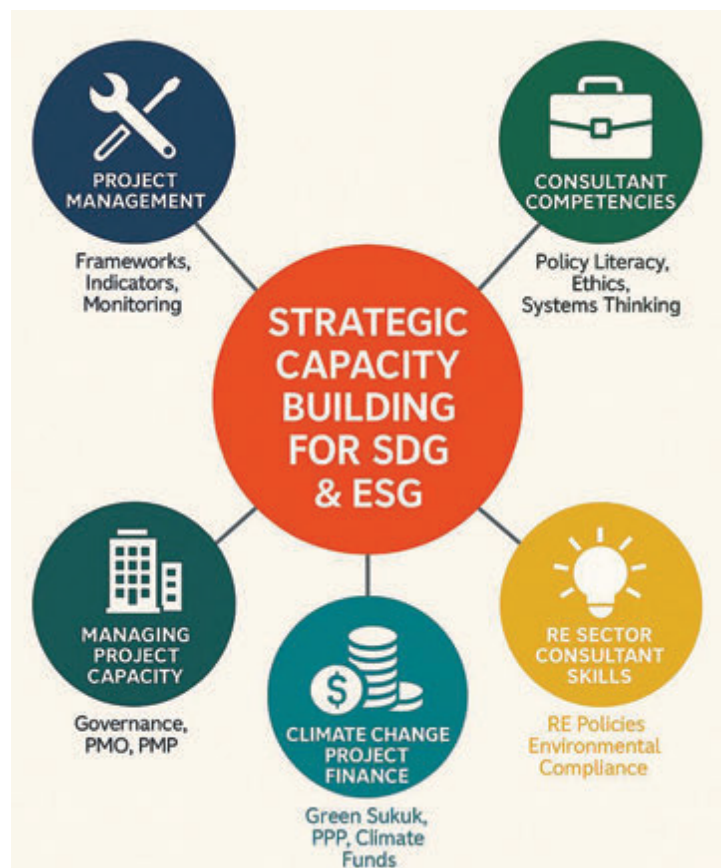 PROJECT
MANAGEMENT
Frameworks,
Indicators,
Monitoring
CONSULTANT
COMPETENCIES
Policy Literacy,
Ethics,
Systems Thinking
STRATEGIC
CAPACITY
BUILDING
FOR SDG
& ESG
MANAGING
PROJECT
CAPACITY
Governance,
PMO, PMP
$
CLIMATE CHANGE
PROJECT
FINANCE
Green Sukuk,
PPP, Climate
Funds
RE SECTOR
CONSULTANT
SKILLS
RE Policies
Environmental
Compliance